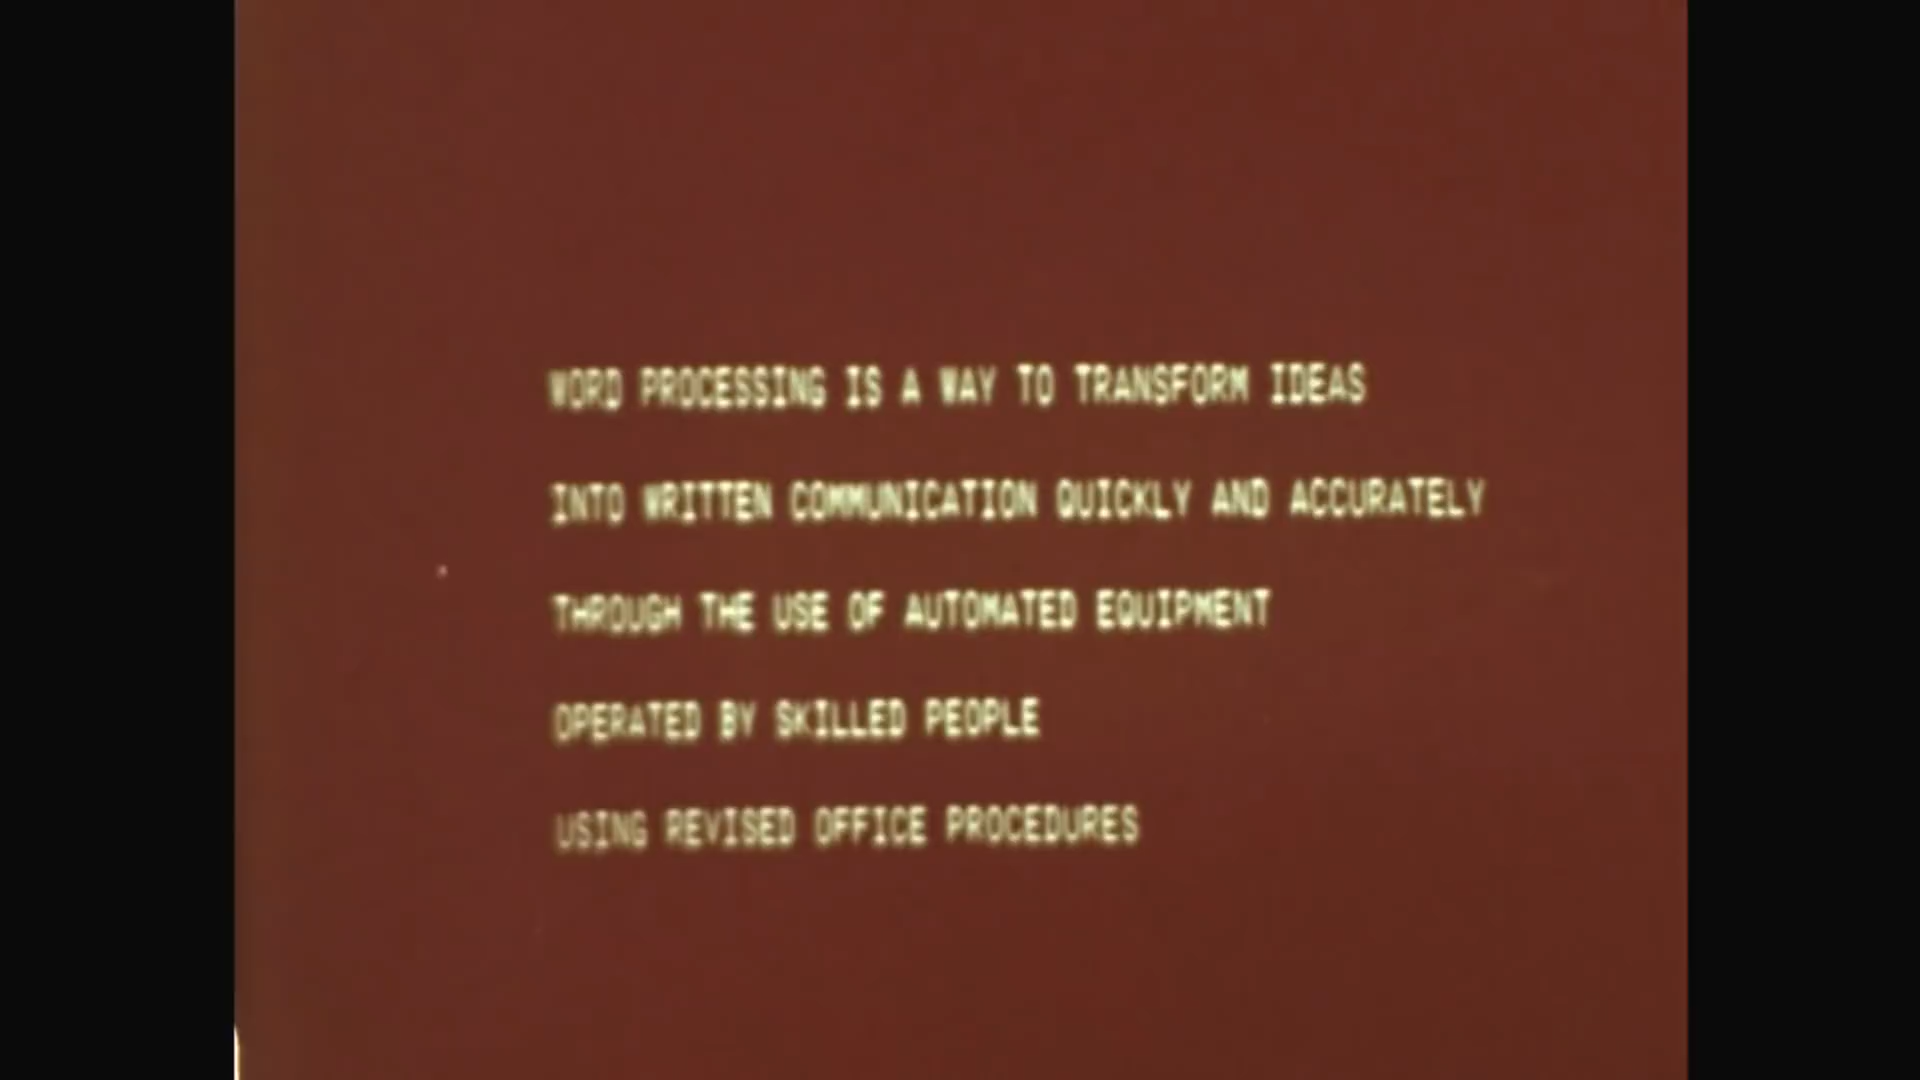 WORD PROCESSING IS A WAY TO TRANSFORM IDEAS
INTO WRITTEN COMMUNICATION QUICKLY AND ACCURATELY
THROUGH THE USE OF AUTOMATED EQUIPMENT
OPERATED BY SKILLED PEOPLE
USING REVISED OFFICE PROCEDURES